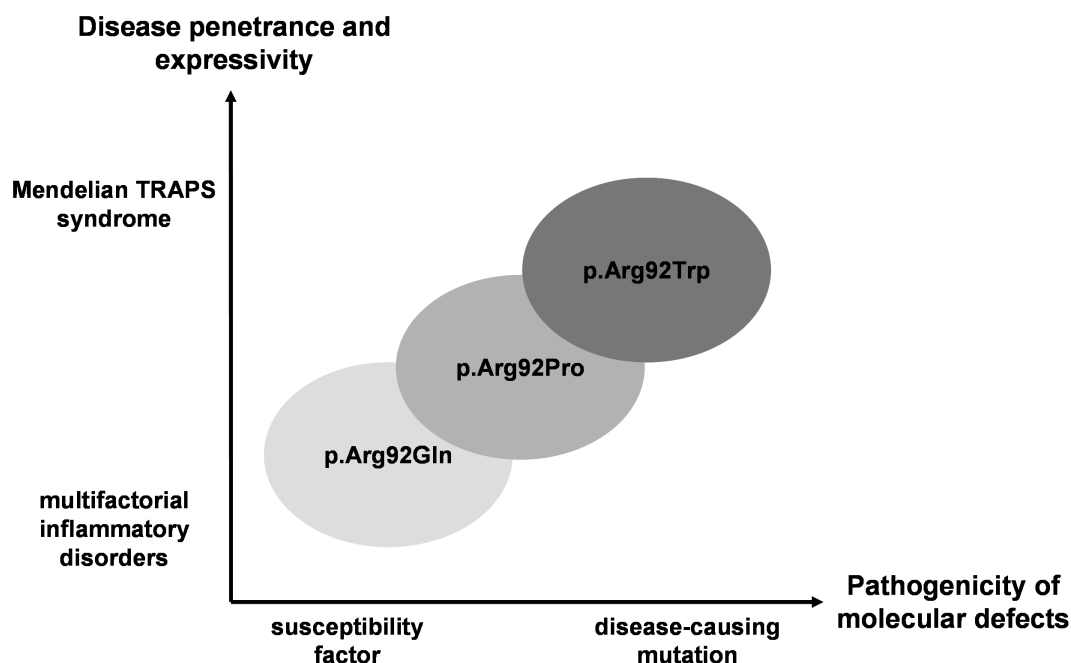 Disease penetrance and
expressivity
Mendelian TRAPS
syndrome
p.Arg92Trp
p.Arg92Pro
p.Arg92Gln
multifactorial
inflammatory
disorders
Pathogenicity of
molecular defects
susceptibility
factor
disease-causing
mutation